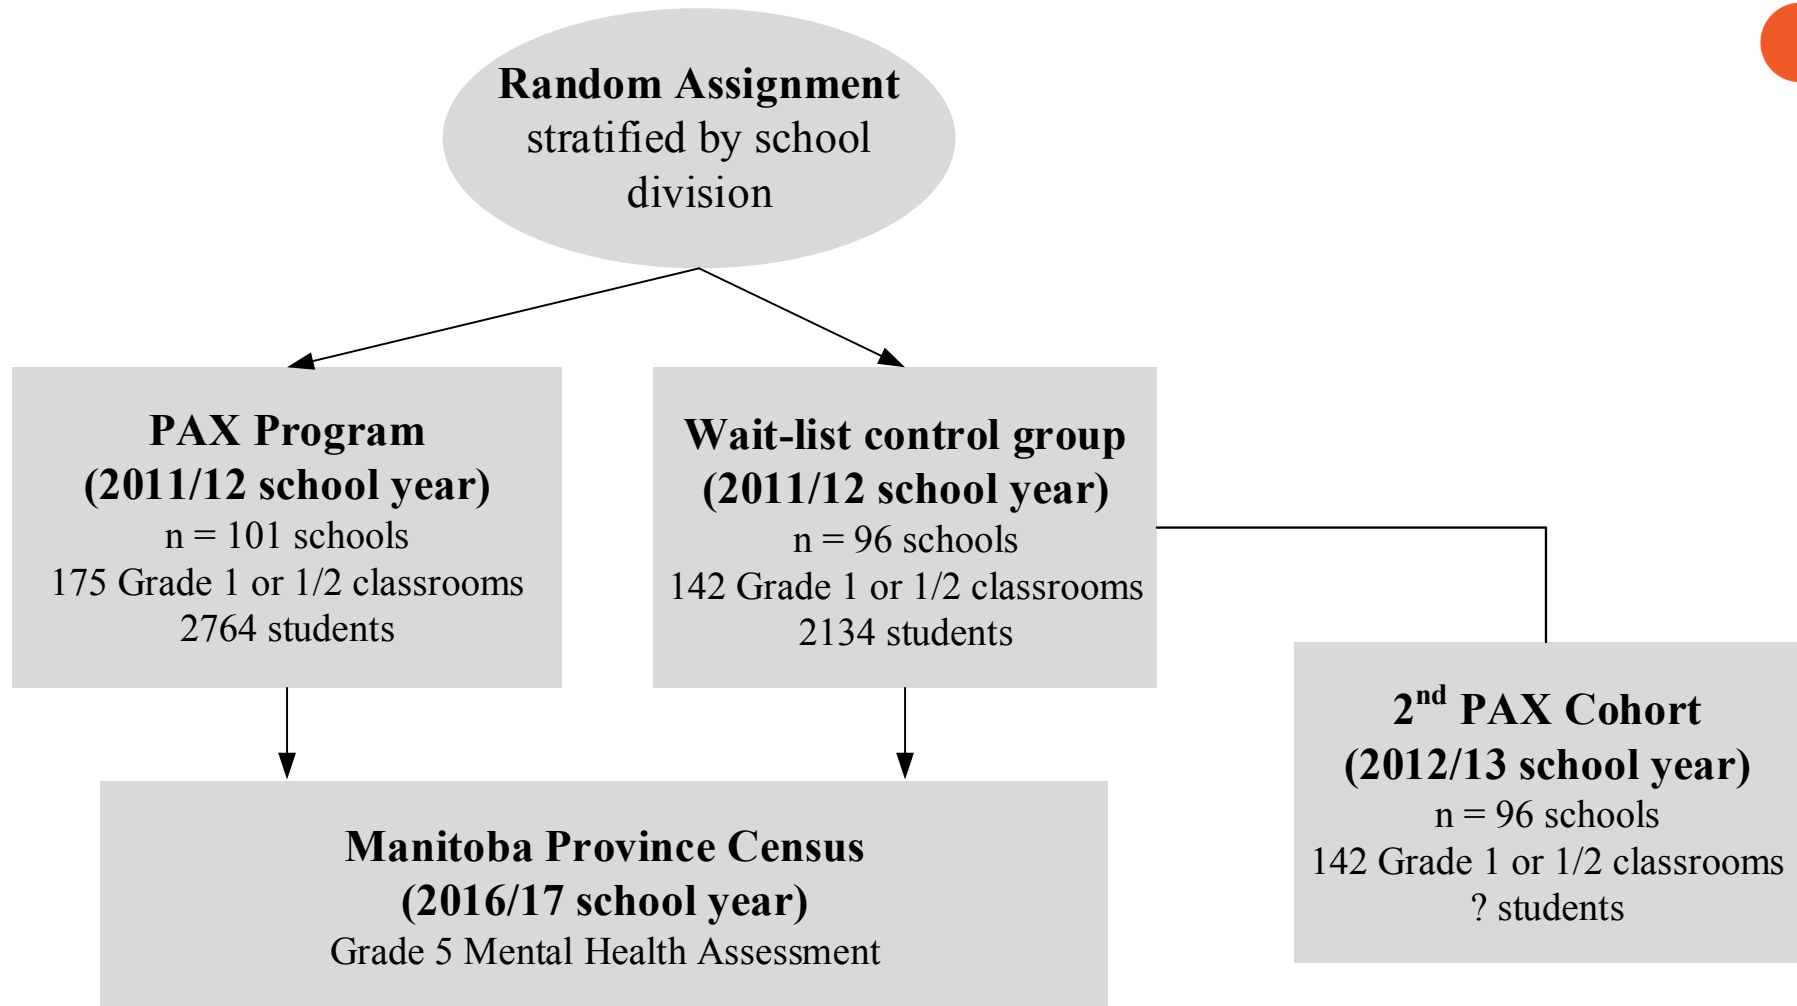 Random Assignment
stratified by school
division
PAX Program
(2011/12 school year)
n = 101 schools
175 Grade 1 or 1/2 classrooms
2764 students
Wait-list control group
(2011/12 school year)
n = 96 schools
142 Grade 1 or 1/2 classrooms
2134 students
2nd PAX Cohort
(2012/13 school year)
n = 96 schools
142 Grade 1 or 1/2 classrooms
? students
Manitoba Province Census
(2016/17 school year)
Grade 5 Mental Health Assessment